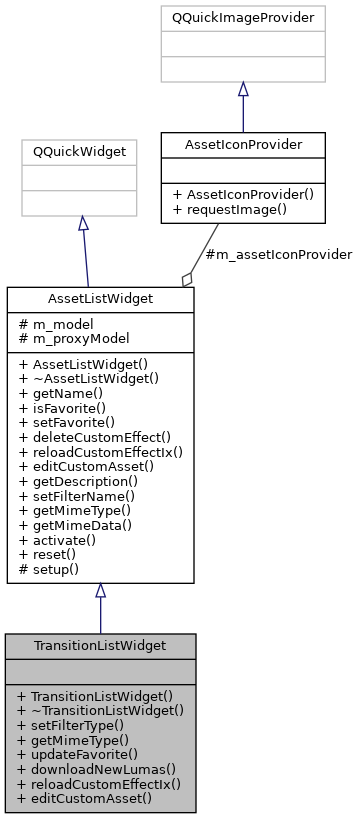 QQuickImageProvider
AssetIconProvider
+ AssetIconProvider()
+ requestImage()
QQuickWidget
#m_assetIconProvider
AssetListWidget
# m_model
# m_proxyModel
+ AssetListWidget()
+ ~AssetListWidget()
+ getName()
+ isFavorite()
+ setFavorite()
+ deleteCustomEffect()
+ reloadCustomEffectIx()
+ editCustomAsset()
+ getDescription()
+ setFilterName()
+ getMimeType()
+ getMimeData()
+ activate()
+ reset()
# setup()
TransitionListWidget
+ TransitionListWidget()
+ ~TransitionListWidget()
+ setFilterType()
+ getMimeType()
+ updateFavorite()
+ downloadNewLumas()
+ reloadCustomEffectIx()
+ editCustomAsset()